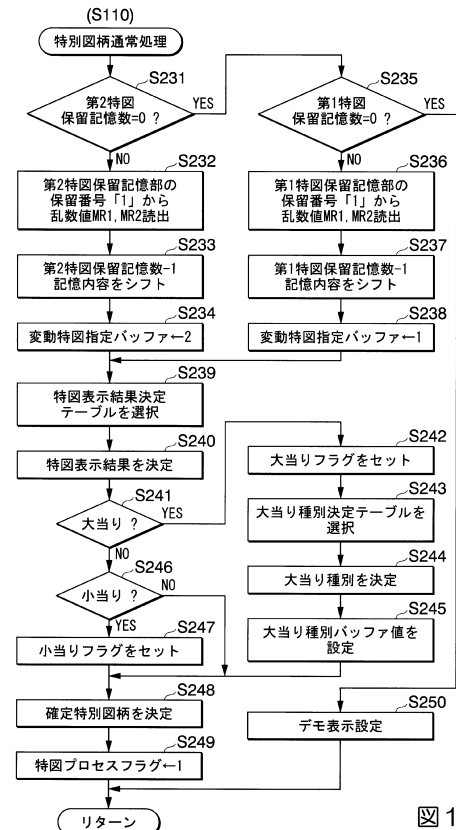 (S110)
特別図柄通常処理
S231
第2特図
保留記憶数=0 ?
YES
NO
S235
第1特図
保留記憶数=0 ?
YES
NO
S232
第2特図保留記憶部の
保留番号「1」から
乱数値MR1, MR2読出
S236
第1特図保留記憶部の
保留番号「1」から
乱数値MR1, MR2読出
S233
第2特図保留記憶数-1
記憶内容をシフト
S237
第1特図保留記憶数-1
記憶内容をシフト
S234
変動特図指定バッファ←2
S238
変動特図指定バッファ←1
S239
特図表示結果決定
テーブルを選択
S240
特図表示結果を決定
S241
大当り ?
YES
NO
S242
大当りフラグをセット
S243
大当り種別決定テーブルを
選択
S244
大当り種別を決定
S245
大当り種別バッファ値を
設定
S246
小当り ?
NO
YES
S247
小当りフラグをセット
S248
確定特別図柄を決定
S249
特図プロセスフラグ←1
S250
デモ表示設定
リターン
図1